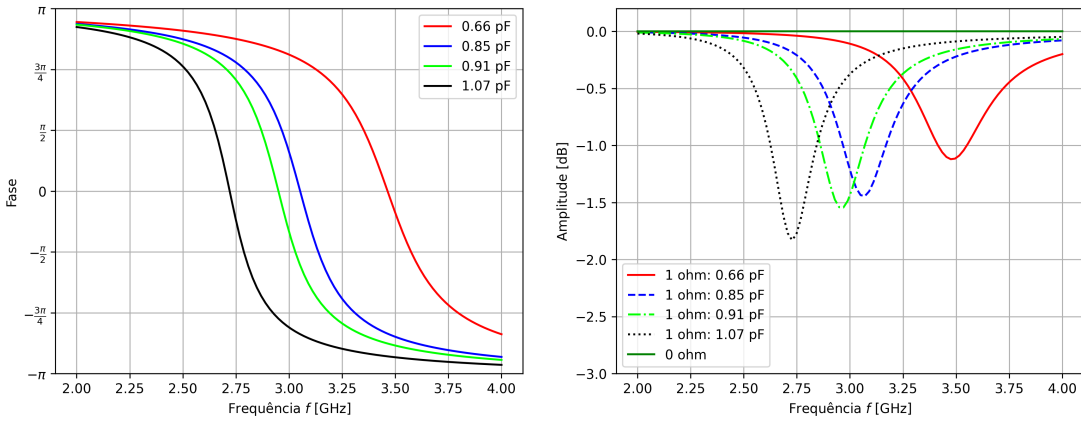 π
3π/4
π/2
0
−π/2
−3π/4
−π
Fase
2.00 2.25 2.50 2.75 3.00 3.25 3.50 3.75 4.00
Frequência f [GHz]
0.66 pF
0.85 pF
0.91 pF
1.07 pF
0.0
−0.5
−1.0
−1.5
−2.0
−2.5
−3.0
Amplitude [dB]
1 ohm: 0.66 pF
1 ohm: 0.85 pF
1 ohm: 0.91 pF
1 ohm: 1.07 pF
0 ohm
2.00 2.25 2.50 2.75 3.00 3.25 3.50 3.75 4.00
Frequência f [GHz]